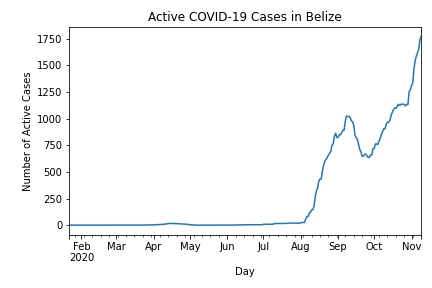 Active COVID-19 Cases in Belize
Number of Active Cases
1750
1500
1250
1000
750
500
250
0
Feb Mar Apr May Jun Jul Aug Sep Oct Nov
2020
Day